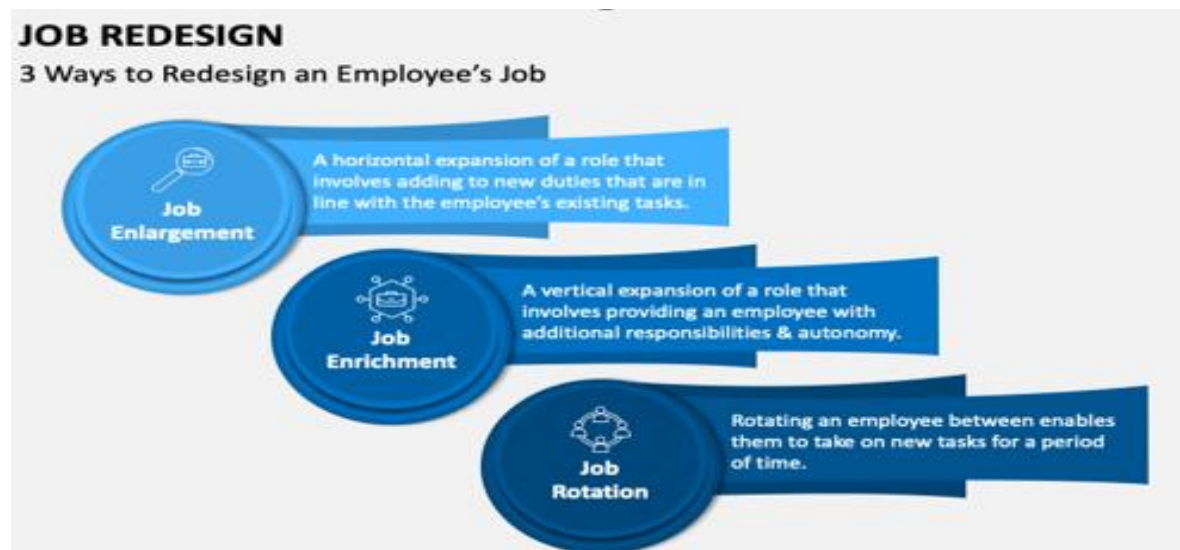 JOB REDESIGN
3 Ways to Redesign an Employee’s Job
Job
Enlargement
A horizontal expansion of a role that
involves adding to new duties that are in
line with the employee’s existing tasks.
Job
Enrichment
A vertical expansion of a role that
involves providing an employee with
additional responsibilities & autonomy.
Job
Rotation
Rotating an employee between enables
them to take on new tasks for a period
of time.